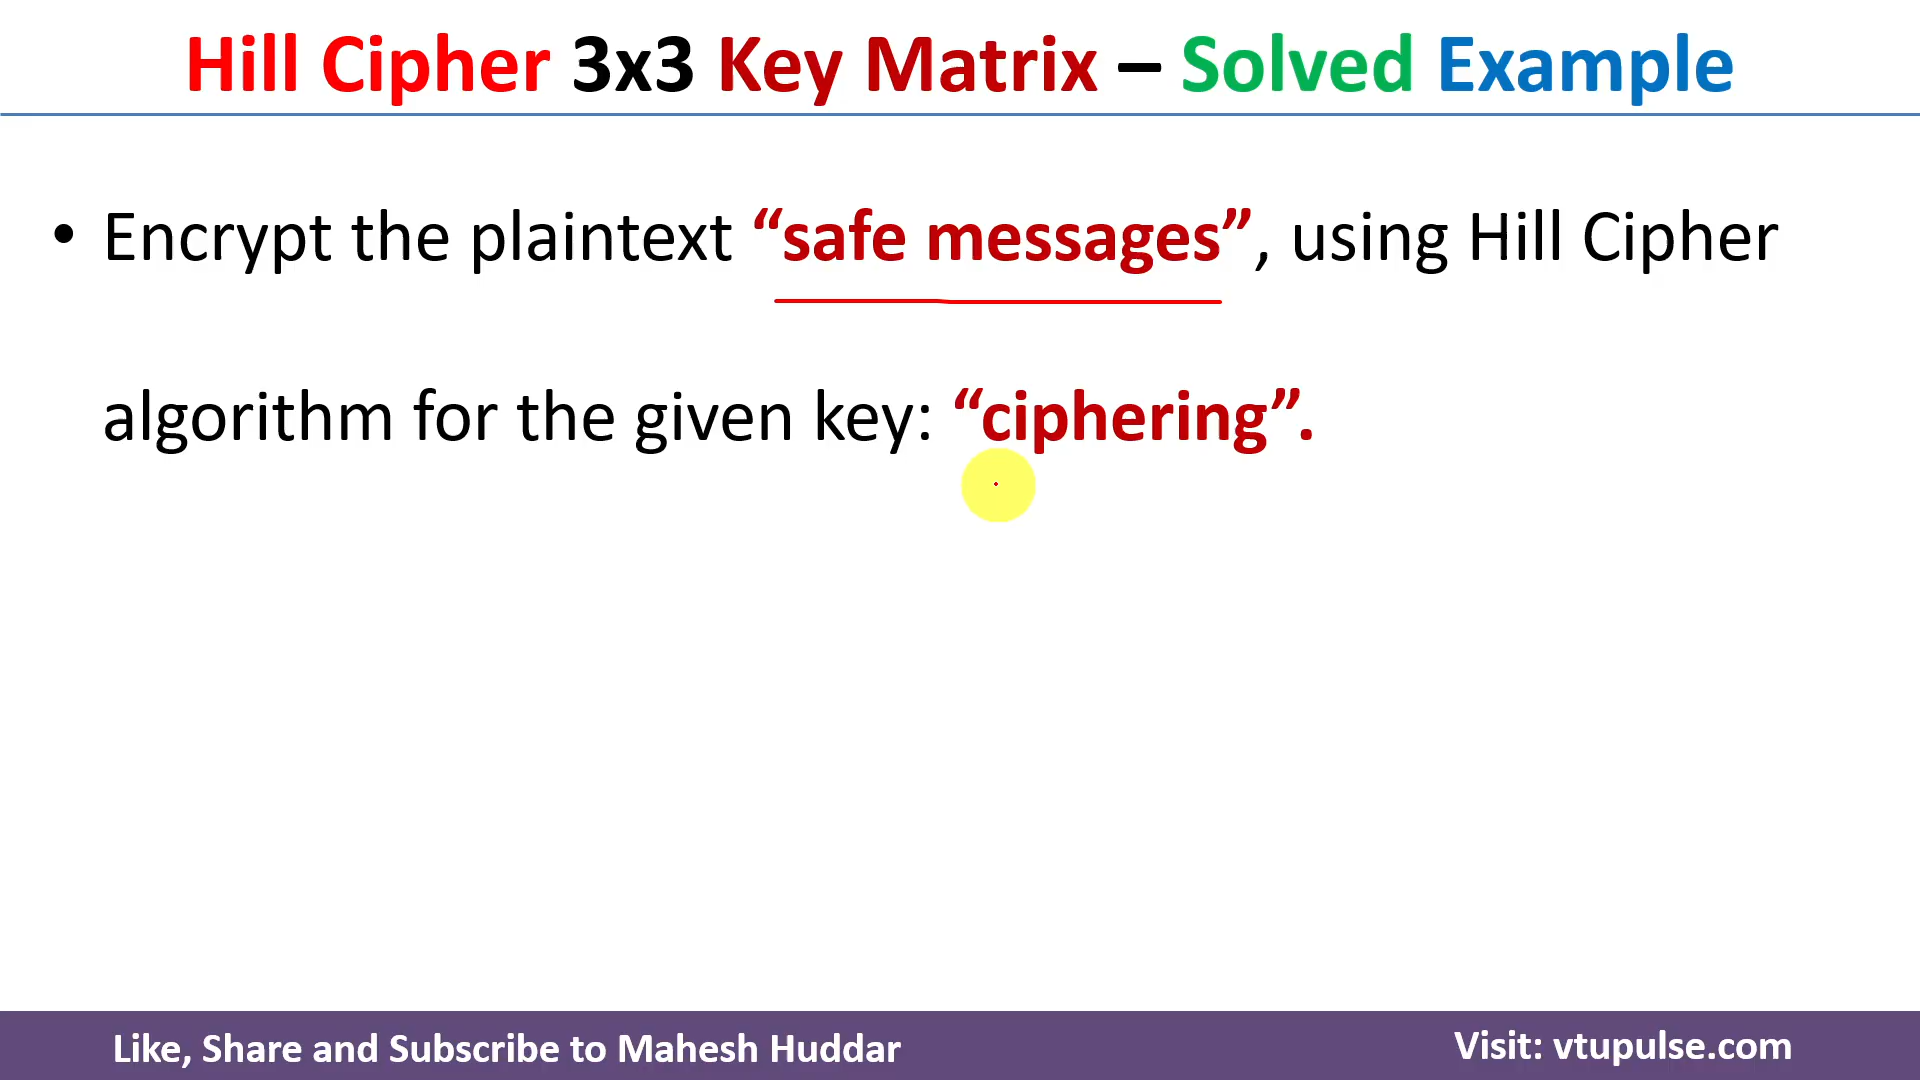 Hill Cipher 3x3 Key Matrix – Solved Example
• Encrypt the plaintext “safe messages”, using Hill Cipher
algorithm for the given key: “ciphering”.
Like, Share and Subscribe to Mahesh Huddar
Visit: vtupulse.com